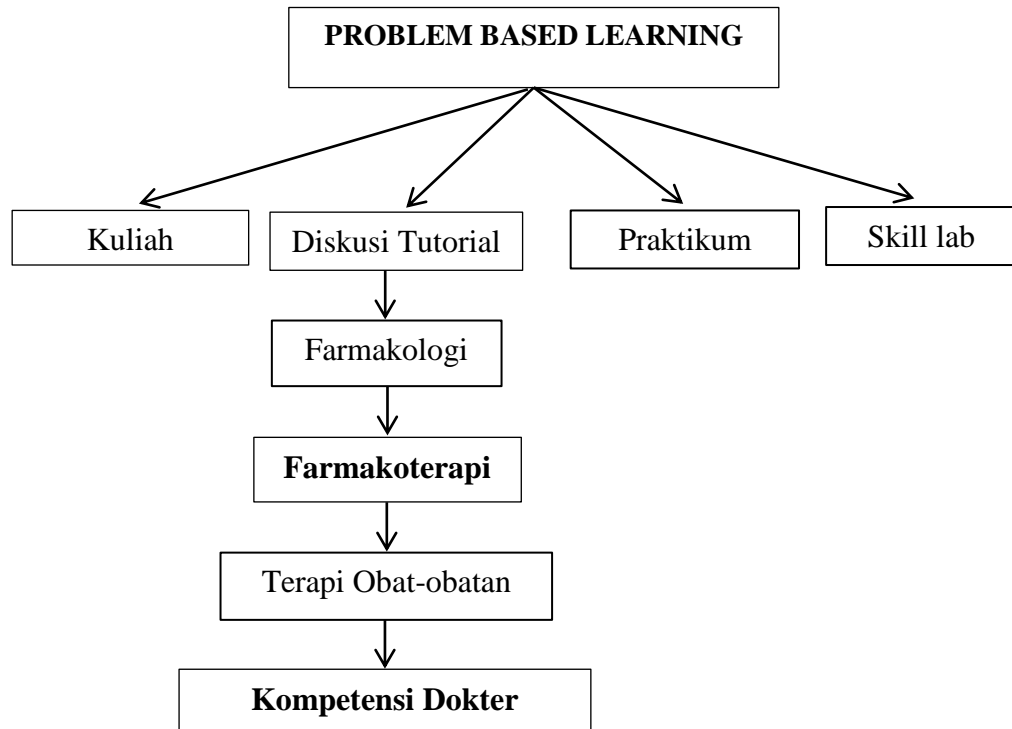 PROBLEM BASED LEARNING
Kuliah
Diskusi Tutorial
Praktikum
Skill lab
Farmakologi
Farmakoterapi
Terapi Obat-obatan
Kompetensi Dokter